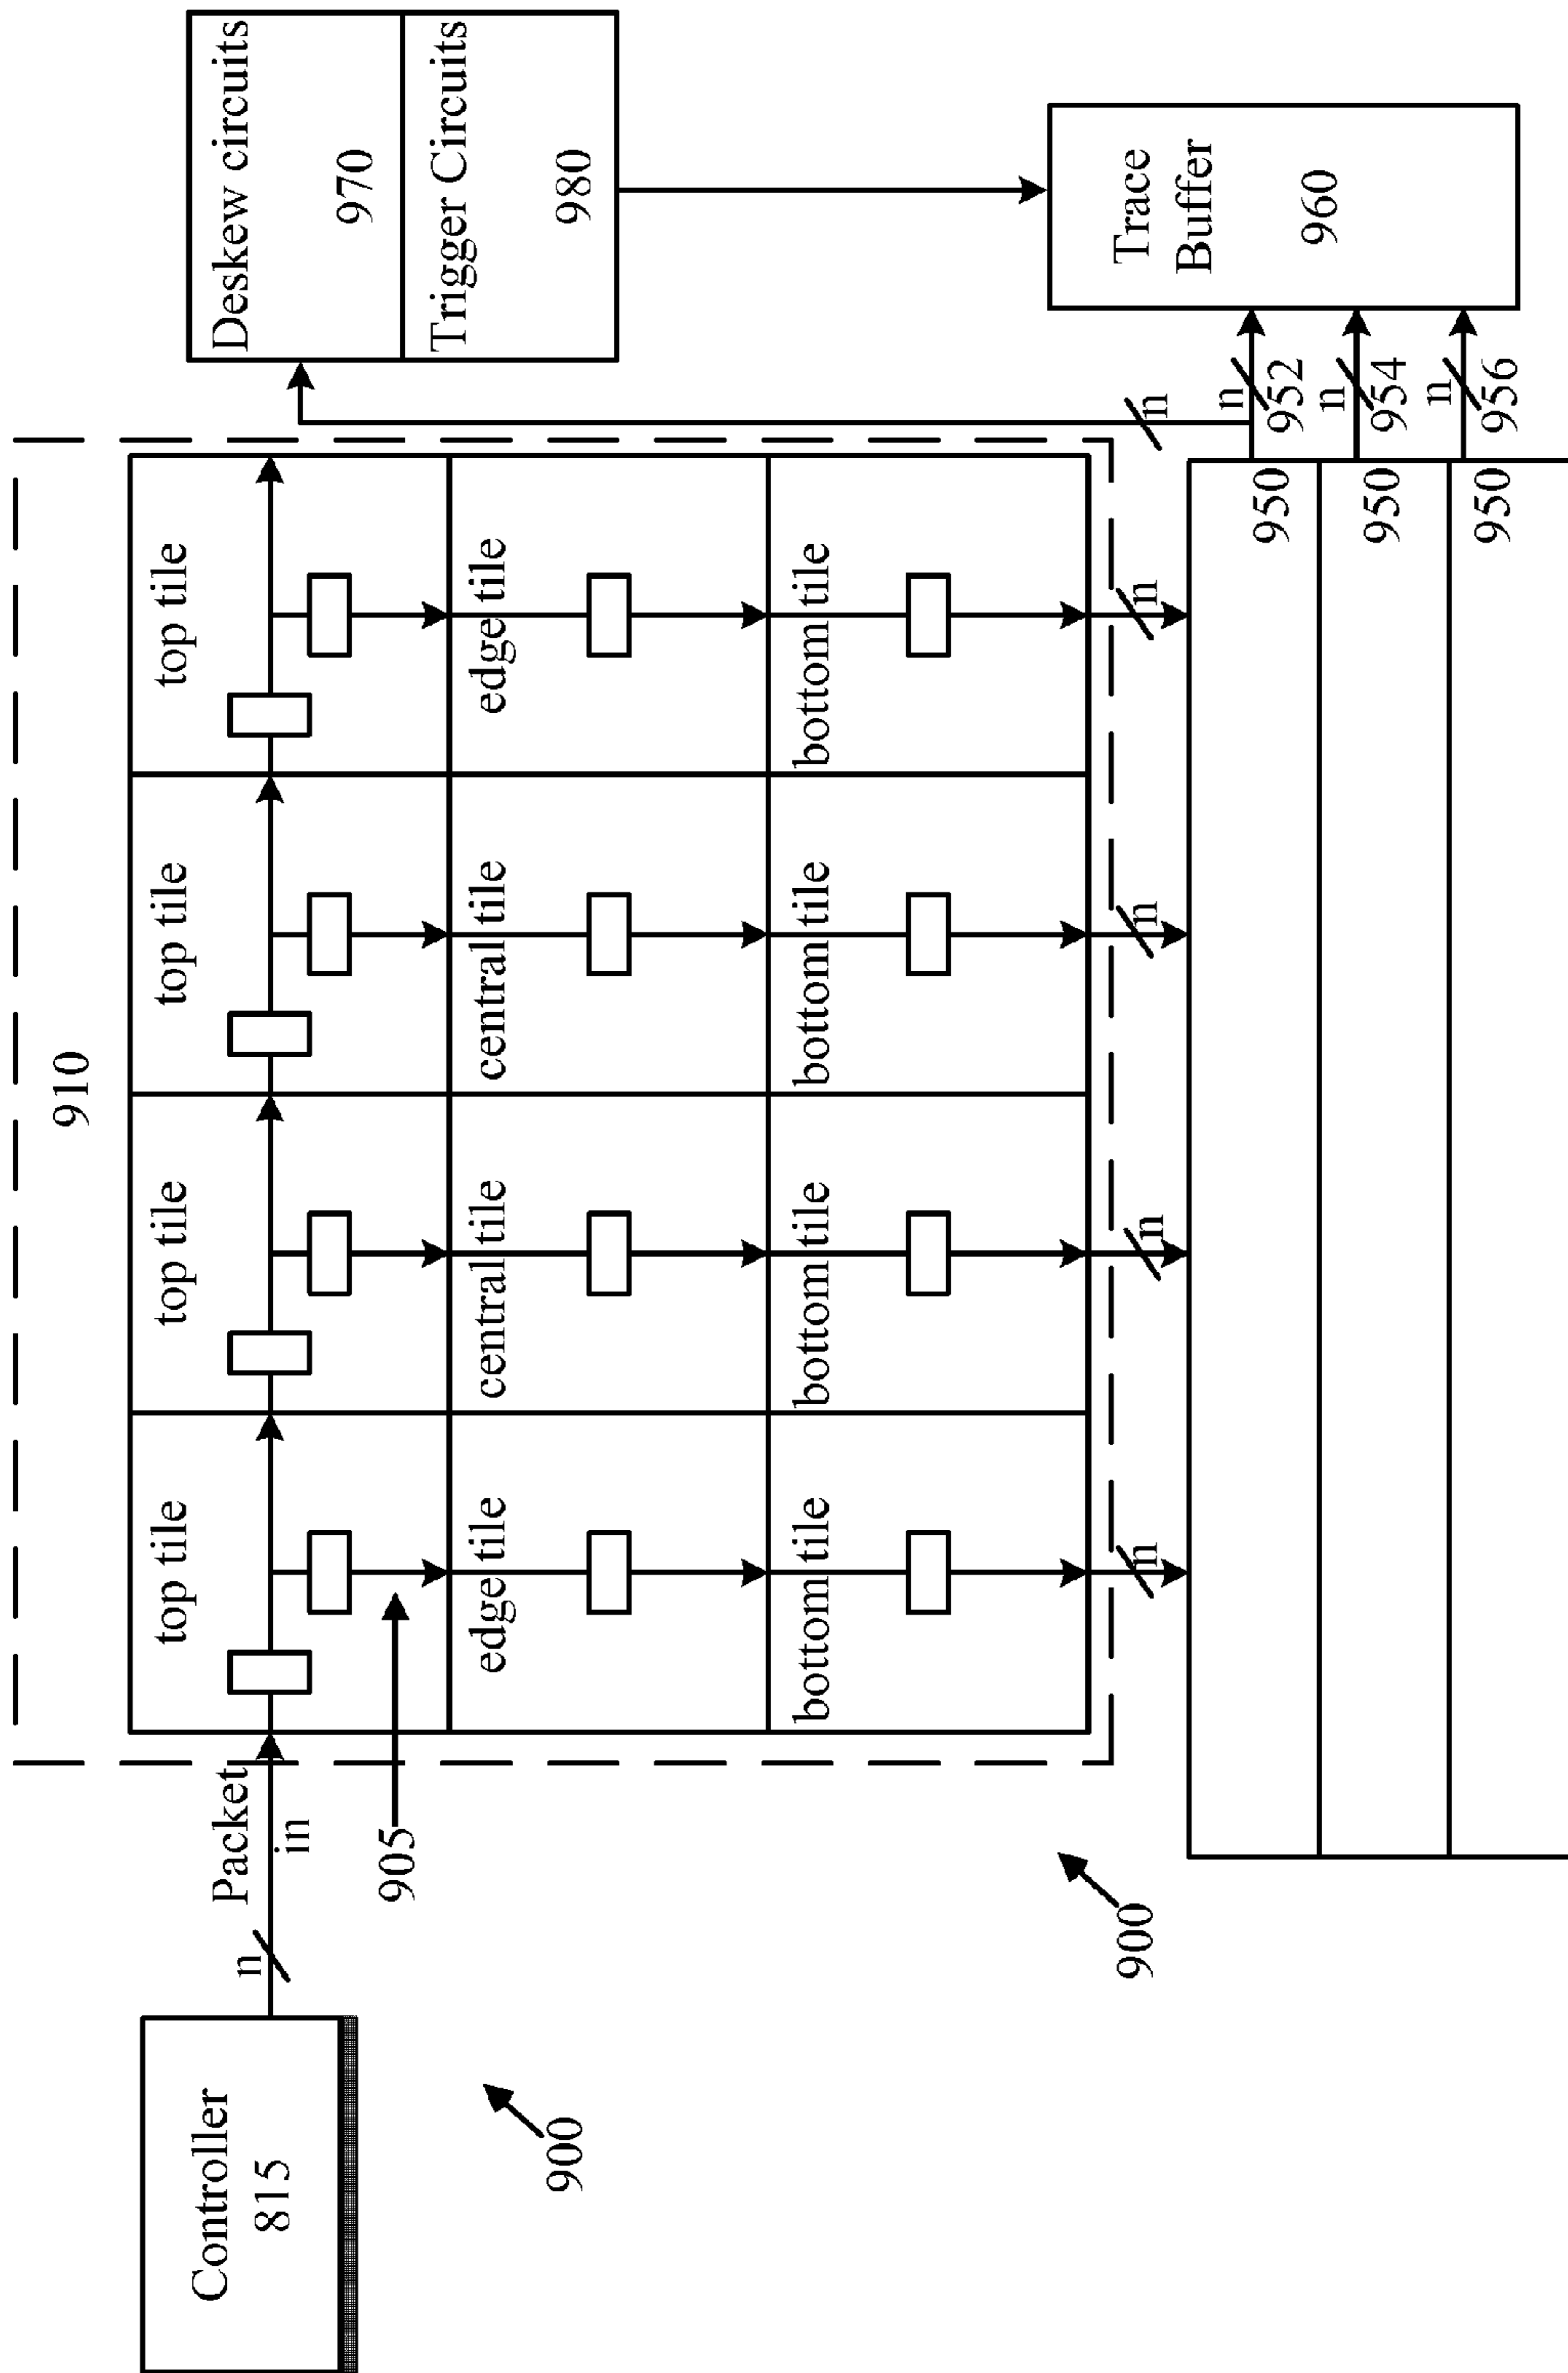 910
Controller
815
n
Packet
in
top tile
top tile
top tile
top tile
Deskew circuits
970
Trigger Circuits
980
905
edge tile
central tile
central tile
edge tile
900
bottom tile
bottom tile
bottom tile
bottom tile
n
n
n
n
n
900
950
n
952
950
n
954
950
n
956
Trace
Buffer
960